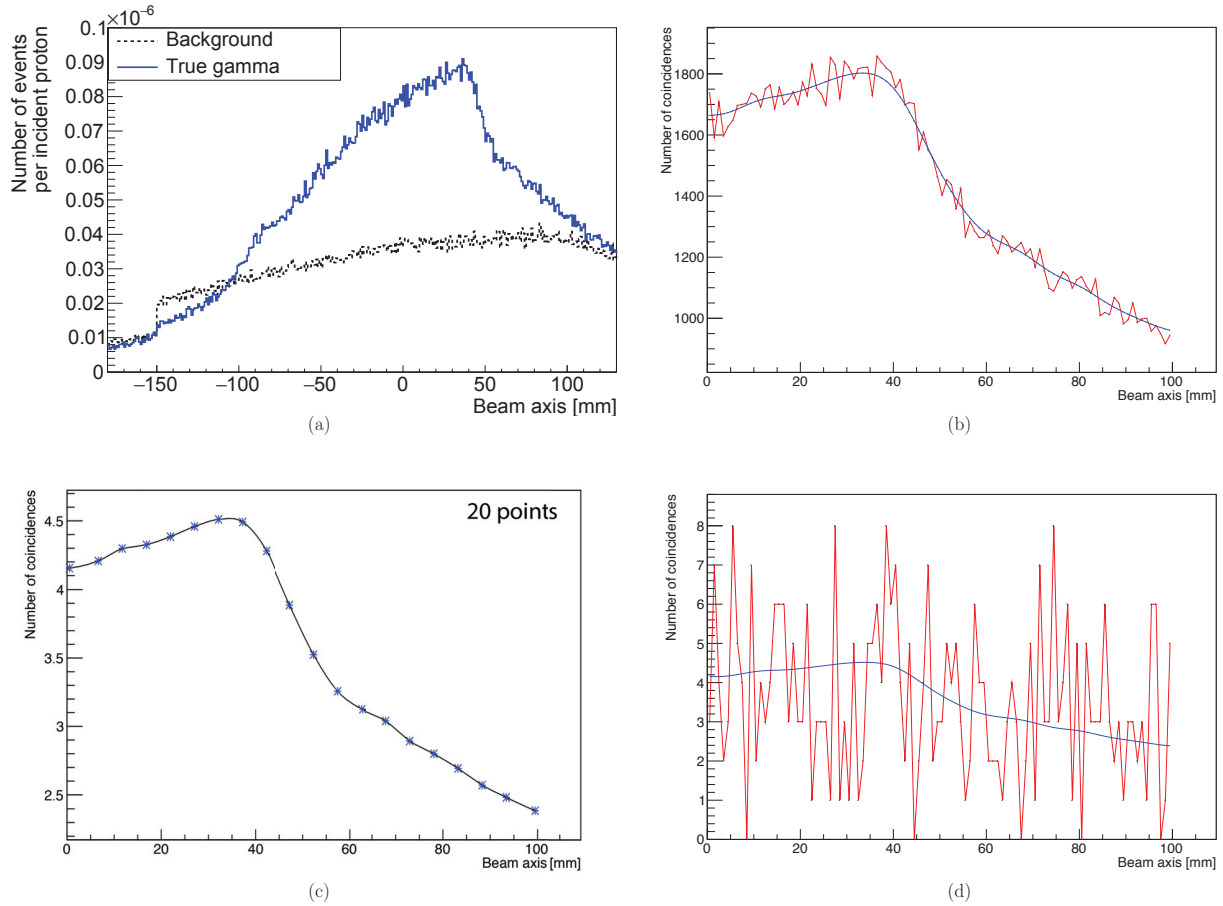 ×10⁻⁶
0.1
0.09
0.08
0.07
0.06
0.05
0.04
0.03
0.02
0.01
0
Number of events
per incident proton
Background
True gamma
−150 −100 −50 0 50 100
Beam axis [mm]
(a)
Number of coincidences
1800
1600
1400
1200
1000
0 20 40 60 80 100
Beam axis [mm]
(b)
Number of coincidences
20 points
4.5
4
3.5
3
2.5
0 20 40 60 80 100
Beam axis [mm]
(c)
Number of coincidences
8
7
6
5
4
3
2
1
0
0 20 40 60 80 100
Beam axis [mm]
(d)